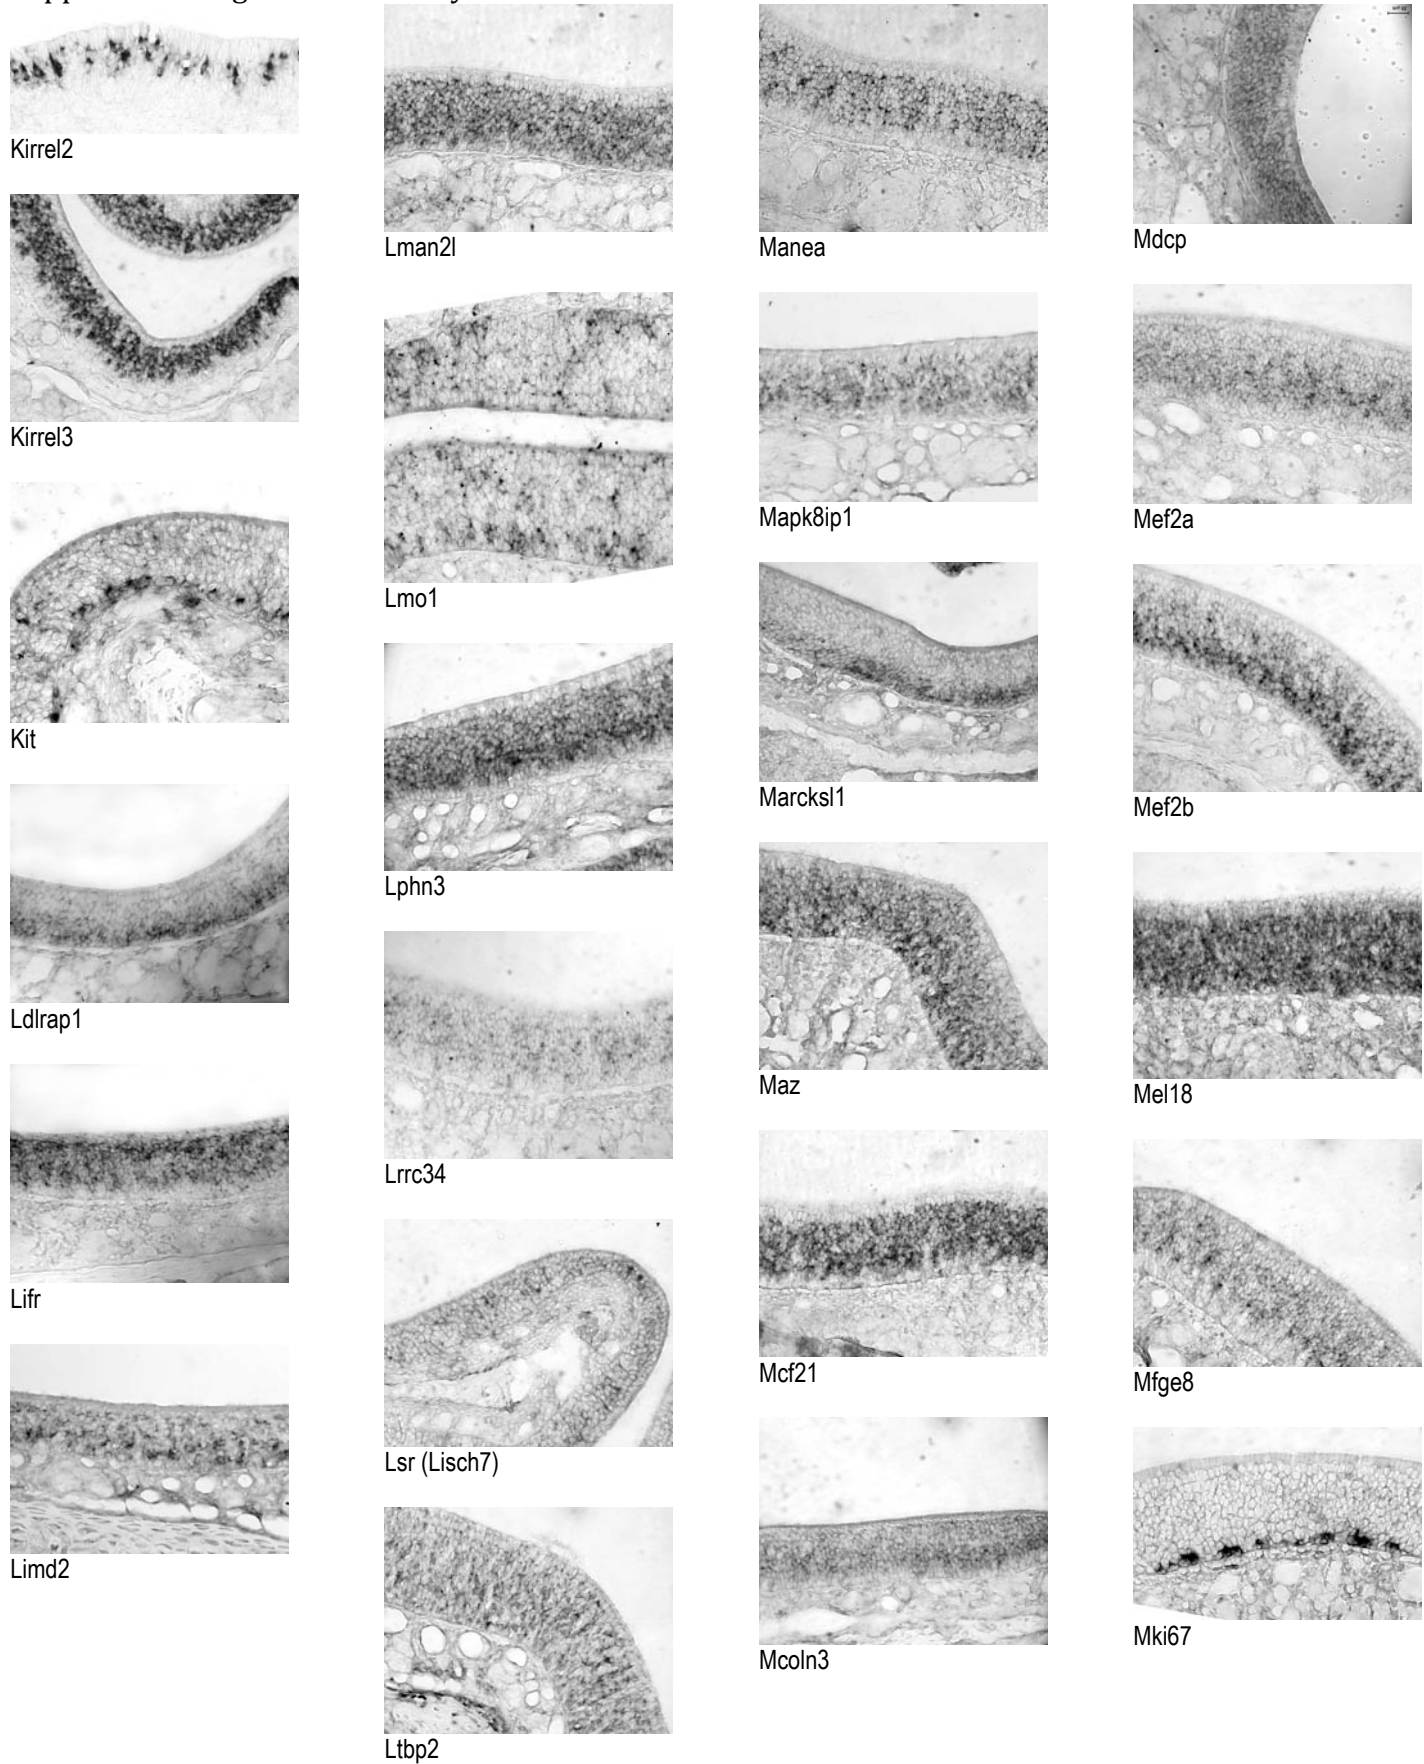 Kirrel2
Kirrel3
Kit
Ldlrap1
Lifr
Limd2
Lman2l
Lmo1
Lphn3
Lrrc34
Lsr (Lisch7)
Ltbp2
Manea
Mapk8ip1
Marcksl1
Maz
Mcf21
Mcoln3
Mdcp
Mef2a
Mef2b
Mel18
Mfge8
Mki67